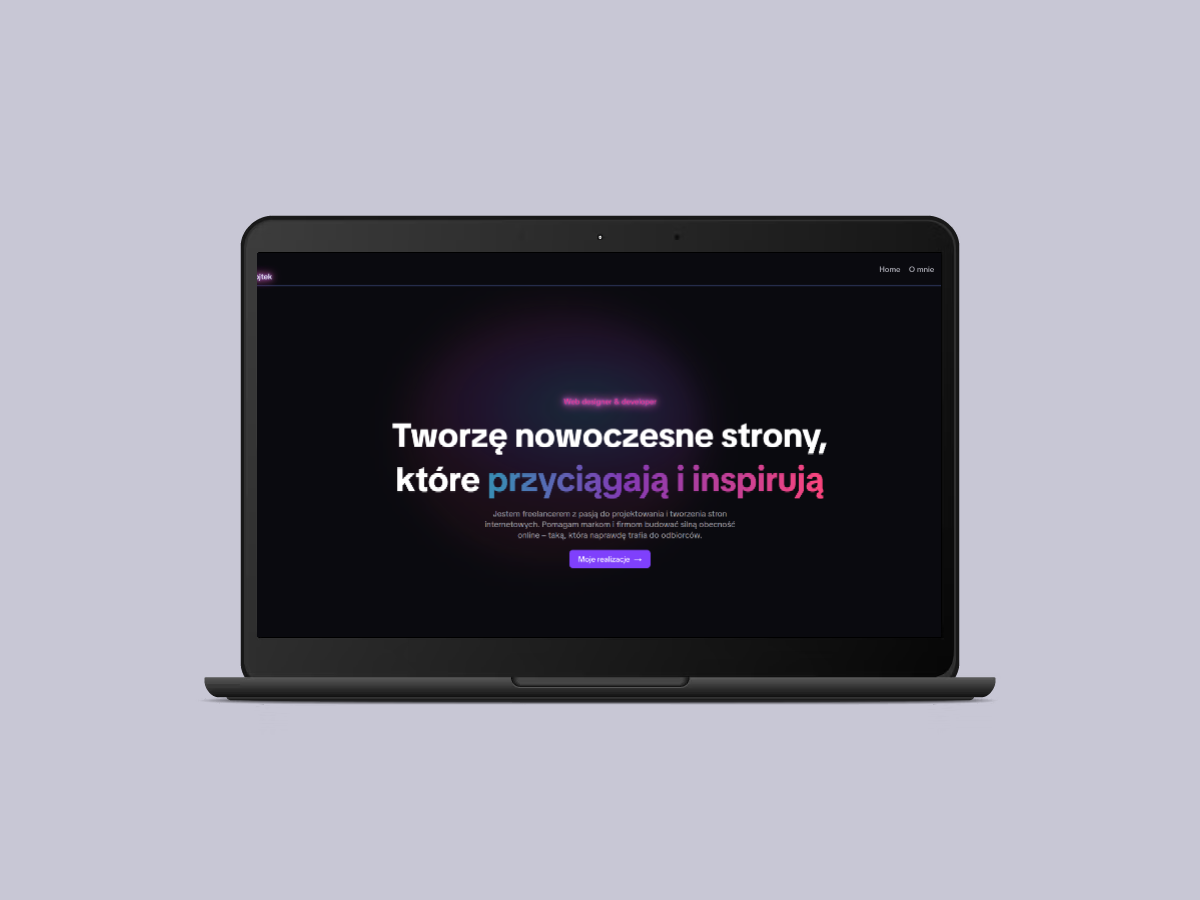 ojtek
Home O mnie
Web designer & developer
Tworzę nowoczesne strony,
które przyciągają i inspirują
Jestem freelancerem z pasją do projektowania i tworzenia stron
internetowych. Pomagam markom i firmom budować silną obecność
online – taką, która naprawdę trafia do odbiorców.
Moje realizacje →